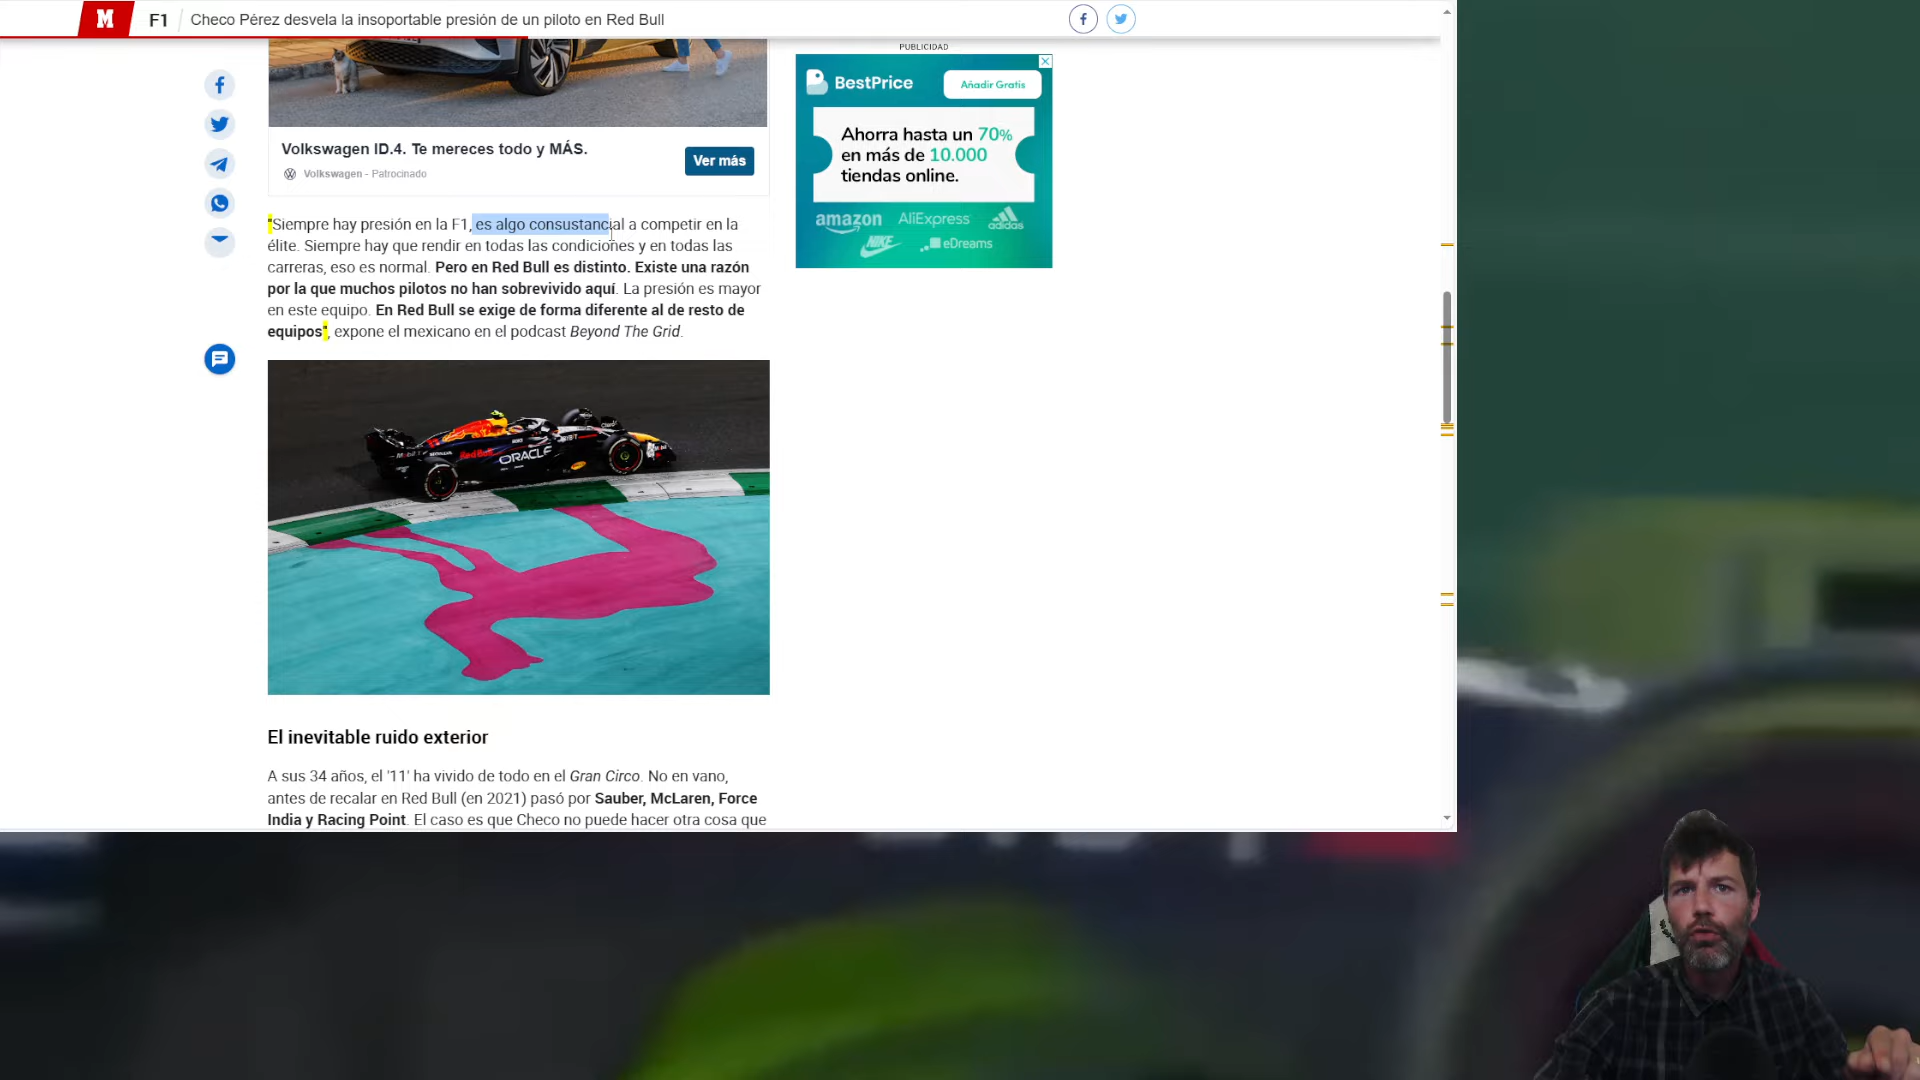 M F1 Checo Pérez desvela la insoportable presión de un piloto en Red Bull
Volkswagen ID.4. Te mereces todo y MÁS.
Volkswagen - Patrocinado
Ver más
PUBLICIDAD
BestPrice
Añadir Gratis
Ahorra hasta un 70%
en más de 10.000
tiendas online.
amazon AliExpress adidas
NIKE eDreams
"Siempre hay presión en la F1, es algo consustancial a competir en la
élite. Siempre hay que rendir en todas las condiciones y en todas las
carreras, eso es normal. Pero en Red Bull es distinto. Existe una razón
por la que muchos pilotos no han sobrevivido aquí. La presión es mayor
en este equipo. En Red Bull se exige de forma diferente al de resto de
equipos", expone el mexicano en el podcast Beyond The Grid.
Red Bull
ORACLE
El inevitable ruido exterior
A sus 34 años, el '11' ha vivido de todo en el Gran Circo. No en vano,
antes de recalar en Red Bull (en 2021) pasó por Sauber, McLaren, Force
India y Racing Point. El caso es que Checo no puede hacer otra cosa que